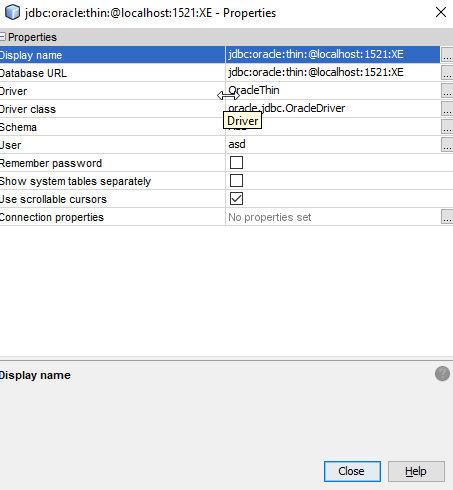 jdbc:oracle:thin:@localhost:1521:XE - Properties
Properties
Display name jdbc:oracle:thin:@localhost:1521:XE ...
Database URL jdbc:oracle:thin:@localhost:1521:XE ...
Driver OracleThin
Driver class oracle.jdbc.OracleDriver ...
Driver
Schema ...
User asd ...
Remember password
Show system tables separately
Use scrollable cursors
Connection properties No properties set ...
Display name
?
Close Help